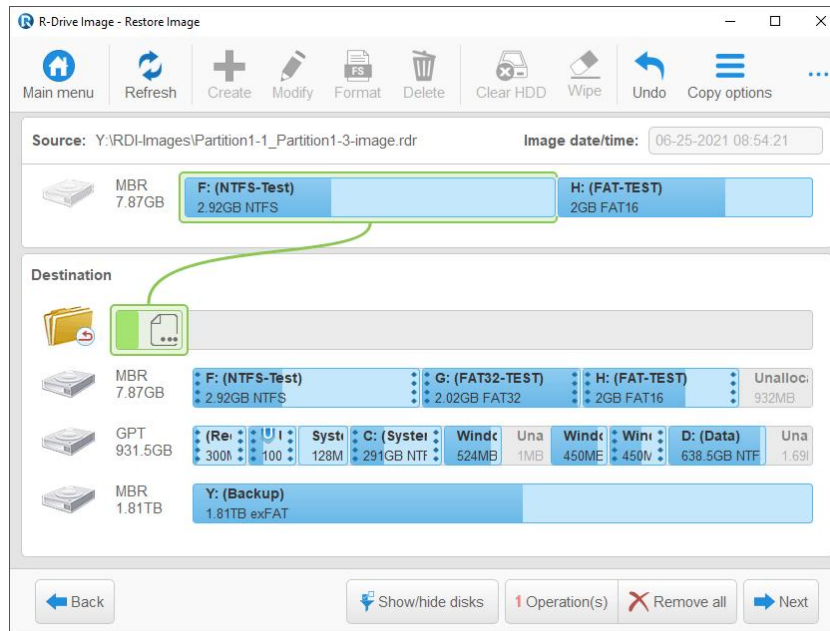 R-Drive Image - Restore Image
Main menu Refresh Create Modify Format Delete Clear HDD Wipe Undo Copy options ...
FS
Source: Y:\RDI-Images\Partition1-1_Partition1-3-image.rdr Image date/time: 06-25-2021 08:54:21
MBR F: (NTFS-Test) H: (FAT-TEST)
7.87GB 2.92GB NTFS 2GB FAT16
Destination
MBR F: (NTFS-Test) G: (FAT32-TEST) H: (FAT-TEST) Unalloc
7.87GB 2.92GB NTFS 2.02GB FAT32 2GB FAT16 932MB
GPT (Re Syst C: (System Windo Una Windo Wind D: (Data) Una
931.5GB 100 128M 291GB NTF 524MB 1MB 638.5GB NTF 1.69
MBR Y: (Backup)
1.81TB 1.81TB exFAT
Back Show/hide disks 1 Operation(s) Remove all Next